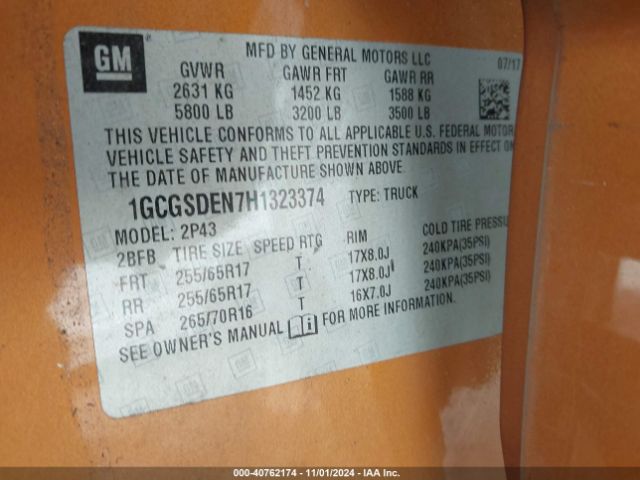 GM
MFD BY GENERAL MOTORS LLC
07/17
GVWR GAWR FRT GAWR RR
2631 KG 1452 KG 1588 KG
5800 LB 3200 LB 3500 LB
THIS VEHICLE CONFORMS TO ALL APPLICABLE U.S. FEDERAL MOTOR
VEHICLE SAFETY AND THEFT PREVENTION STANDARDS IN EFFECT ON
THE DATE OF MANUFACTURE SHOWN ABOVE.
1GCGSDEN7H1323374 TYPE: TRUCK
MODEL: 2P43
2BFB TIRE SIZE SPEED RTG RIM COLD TIRE PRESSU
FRT 255/65R17 T 17X8.0J 240KPA(35PSI)
RR 255/65R17 T 17X8.0J 240KPA(35PSI)
SPA 265/70R16 T 16X7.0J 240KPA(35PSI)
SEE OWNER'S MANUAL FOR MORE INFORMATION.
000-40762174 - 11/01/2024 - IAA Inc.